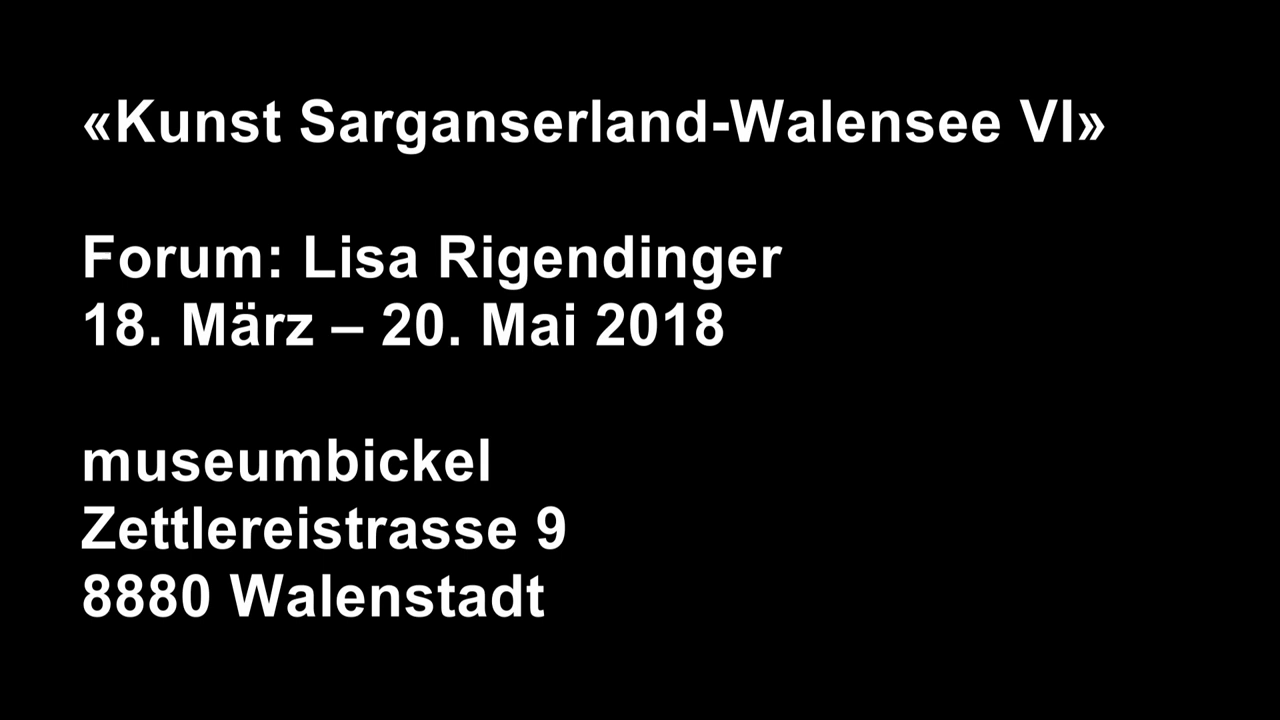 «Kunst Sarganserland-Walensee VI»
Forum: Lisa Rigendinger
18. März – 20. Mai 2018
museumbickel
Zettlereistrasse 9
8880 Walenstadt